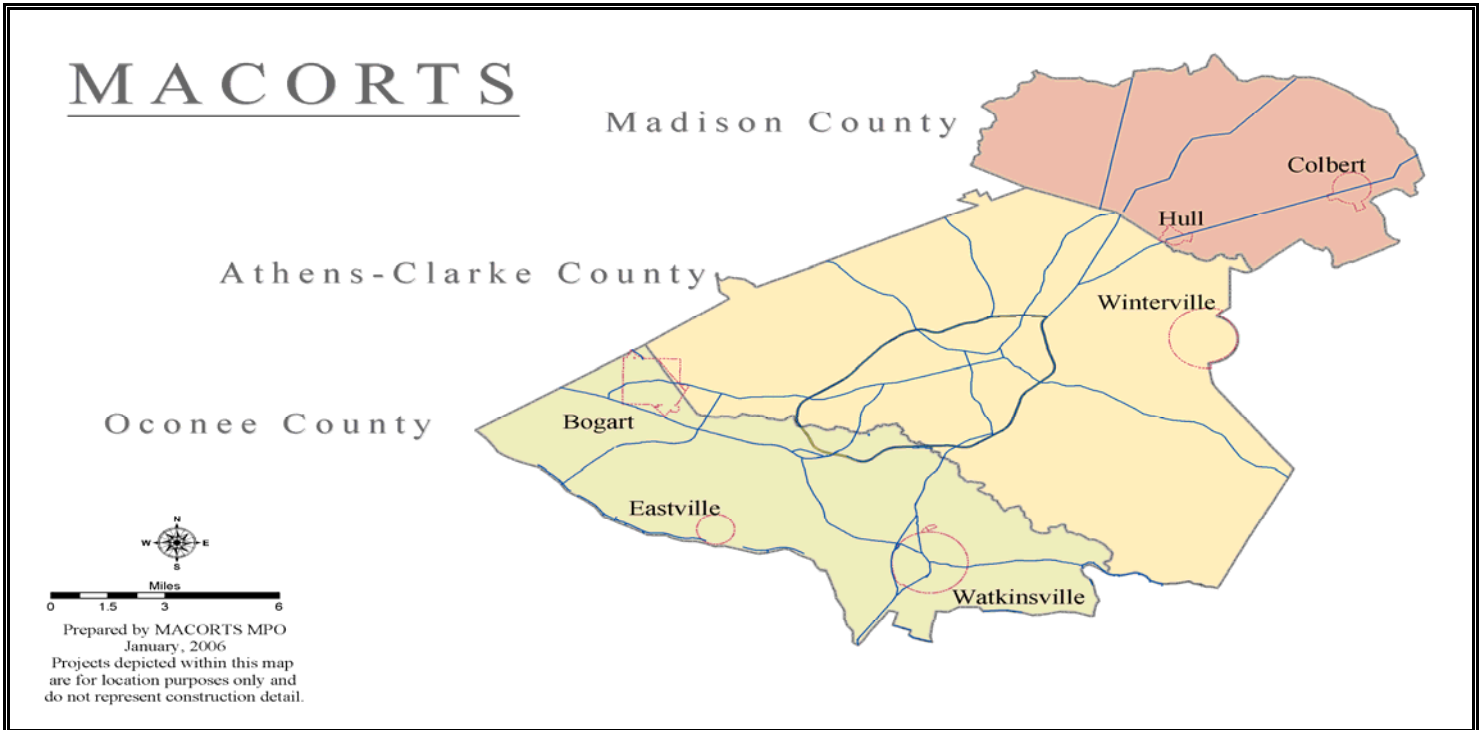 MACORTS
Madison County
Colbert
Hull
Athens-Clarke County
Winterville
Oconee County
Bogart
Eastville
Watkinsville
N
W E
S
Miles
0 1.5 3 6
Prepared by MACORTS MPO
January, 2006
Projects depicted within this map
are for location purposes only and
do not represent construction detail.